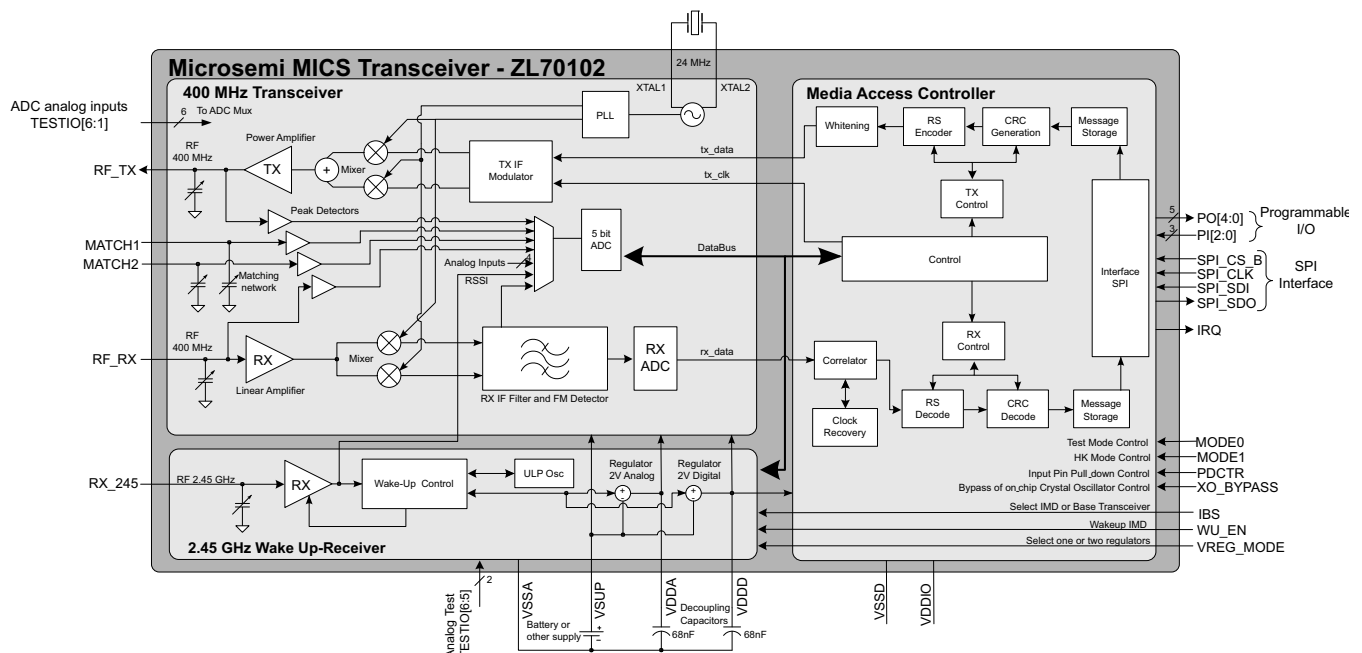 24 MHz
Microsemi MICS Transceiver - ZL70102
XTAL1
XTAL2
400 MHz Transceiver
Media Access Controller
ADC analog inputs
TESTIO[6:1]
6
To ADC Mux
PLL
Whitening
RS
Encoder
CRC
Generation
Message
Storage
Power Amplifier
RF
400 MHz
RF_TX
TX
Mixer
TX IF
Modulator
tx_data
tx_clk
TX
Control
Peak Detectors
MATCH1
MATCH2
Matching
network
Analog Inputs
4
RSSI
5 bit
ADC
DataBus
Control
Interface
SPI
5
PO[4:0]
3
PI[2:0]
Programmable
I/O
SPI_CS_B
SPI_CLK
SPI_SDI
SPI_SDO
SPI
Interface
IRQ
RF
400 MHz
RF_RX
RX
Linear Amplifier
Mixer
RX IF Filter and FM Detector
RX
ADC
rx_data
Correlator
Clock
Recovery
RX
Control
RS
Decode
CRC
Decode
Message
Storage
Test Mode Control
MODE0
HK Mode Control
MODE1
Input Pin Pull_down Control
PDCTR
Bypass of on_chip Crystal Oscillator Control
XO_BYPASS
Select IMD or Base Transceiver
IBS
Wakeup IMD
WU_EN
Select one or two regulators
VREG_MODE
RX_245
RF 2.45 GHz
RX
Wake-Up Control
ULP Osc
Regulator
2V Analog
Regulator
2V Digital
2.45 GHz Wake Up-Receiver
2
Analog Test
TESTIO[6:5]
VSSA
VSUP
VDDA
VDDD
VSSD
VDDIO
Battery or
other supply
Decoupling
Capacitors
68nF
68nF